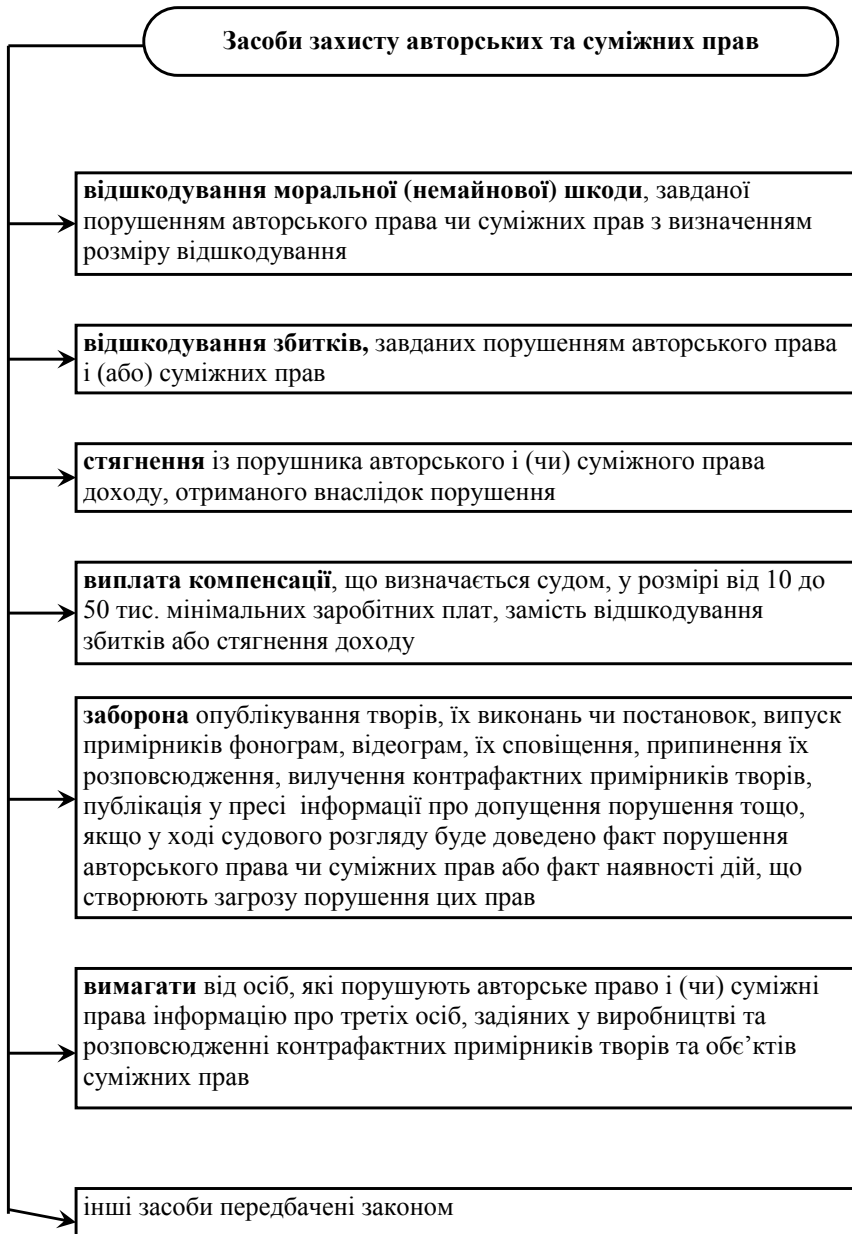 Засоби захисту авторських та суміжних прав
відшкодування моральної (немайнової) шкоди, завданої
порушенням авторського права чи суміжних прав з визначенням
розміру відшкодування
відшкодування збитків, завданих порушенням авторського права
і (або) суміжних прав
стягнення із порушника авторського і (чи) суміжного права
доходу, отриманого внаслідок порушення
виплата компенсації, що визначається судом, у розмірі від 10 до
50 тис. мінімальних заробітних плат, замість відшкодування
збитків або стягнення доходу
заборона опублікування творів, їх виконань чи постановок, випуск
примірників фонограм, відеограм, їх сповіщення, припинення їх
розповсюдження, вилучення контрафактних примірників творів,
публікація у пресі інформації про допущення порушення тощо,
якщо у ході судового розгляду буде доведено факт порушення
авторського права чи суміжних прав або факт наявності дій, що
створюють загрозу порушення цих прав
вимагати від осіб, які порушують авторське право і (чи) суміжні
права інформацію про третіх осіб, задіяних у виробництві та
розповсюдженні контрафактних примірників творів та обє’ктів
суміжних прав
інші засоби передбачені законом